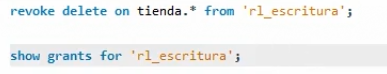 revoke delete on tienda.* from 'rl_escritura';
show grants for 'rl_escritura';